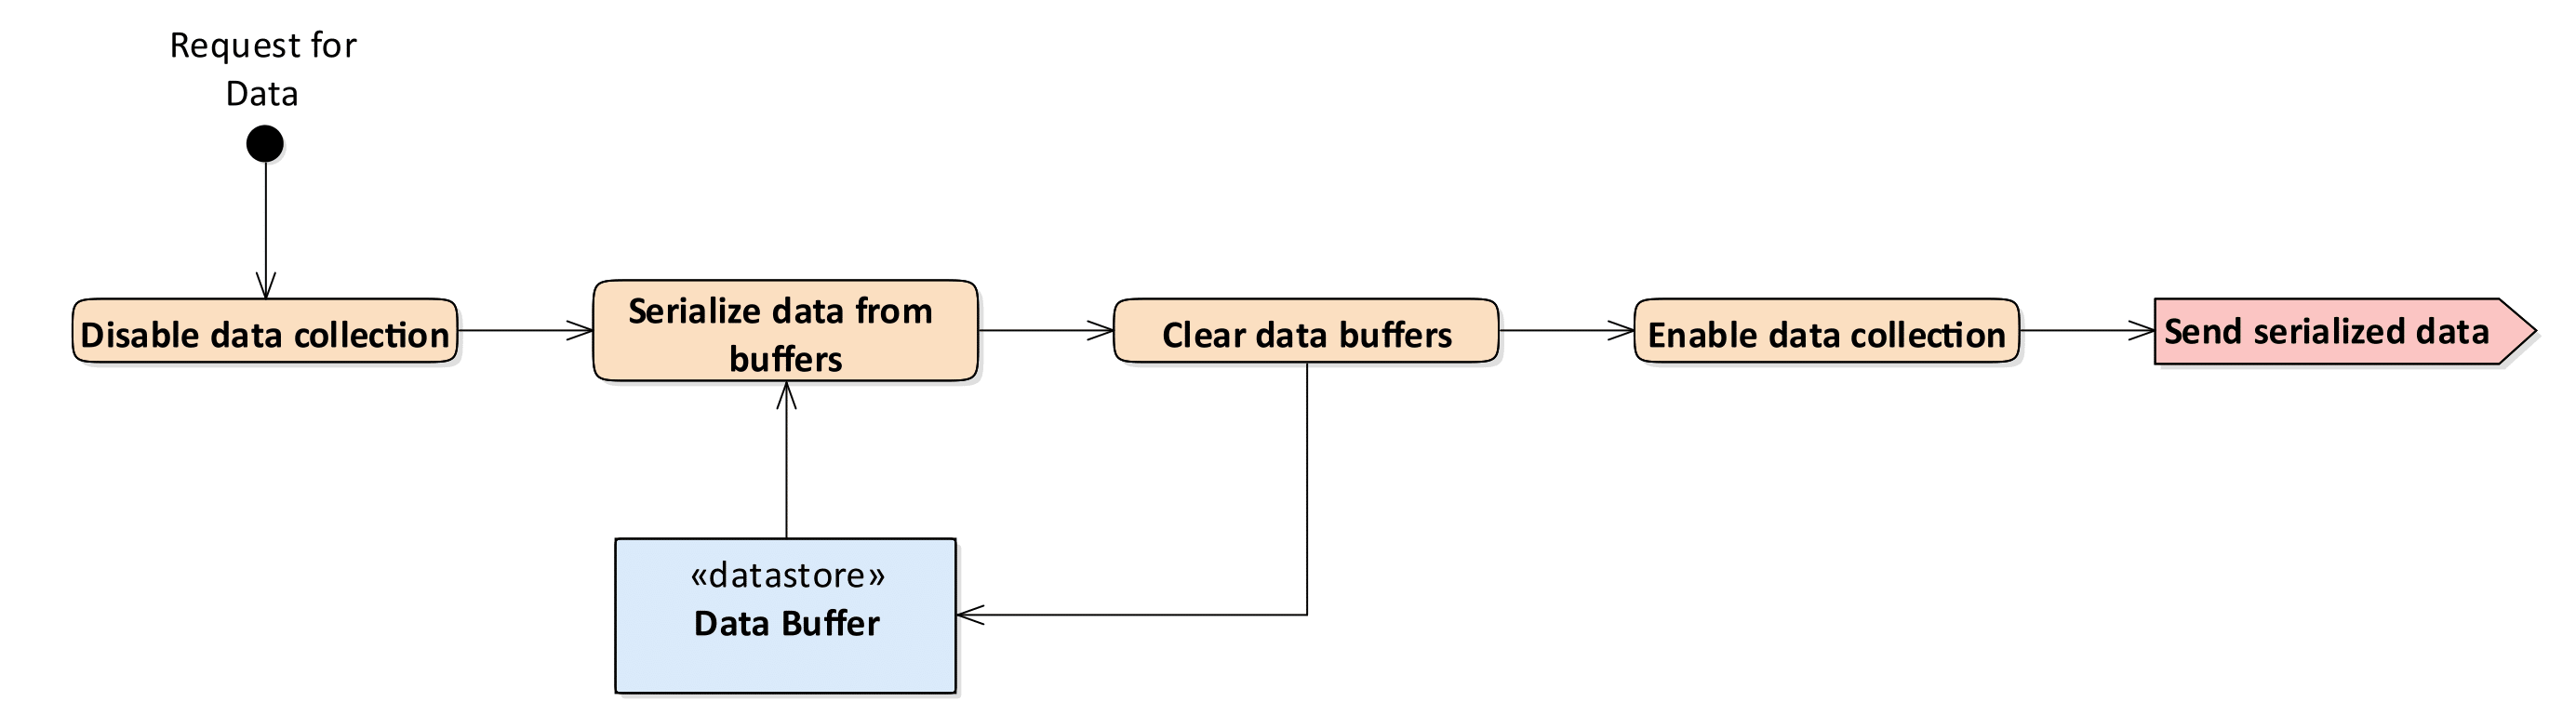 Request for
Data
Disable data collection
Serialize data from
buffers
Clear data buffers
Enable data collection
Send serialized data
«datastore»
Data Buffer